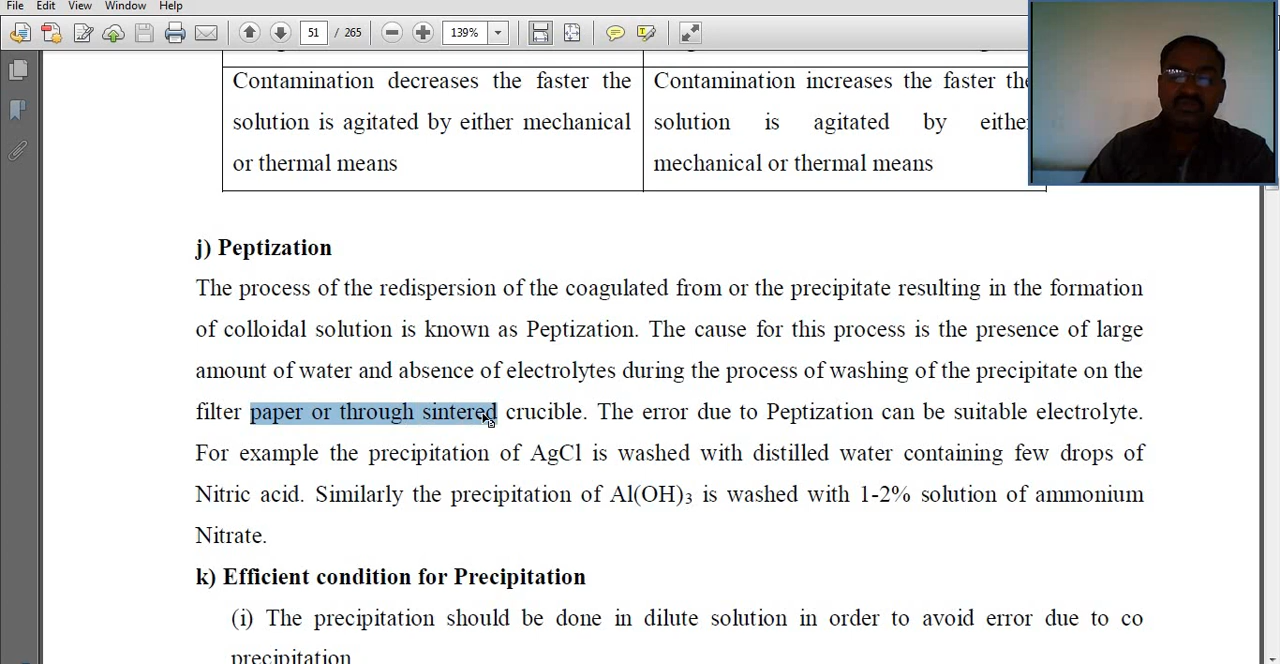 File Edit View Window Help
51 / 265 139%
Contamination decreases the faster the
solution is agitated by either mechanical
or thermal means
Contamination increases the faster the
solution is agitated by either
mechanical or thermal means
j) Peptization
The process of the redispersion of the coagulated from or the precipitate resulting in the formation
of colloidal solution is known as Peptization. The cause for this process is the presence of large
amount of water and absence of electrolytes during the process of washing of the precipitate on the
filter paper or through sintered crucible. The error due to Peptization can be suitable electrolyte.
For example the precipitation of AgCl is washed with distilled water containing few drops of
Nitric acid. Similarly the precipitation of Al(OH)₃ is washed with 1-2% solution of ammonium
Nitrate.
k) Efficient condition for Precipitation
(i) The precipitation should be done in dilute solution in order to avoid error due to co
precipitation